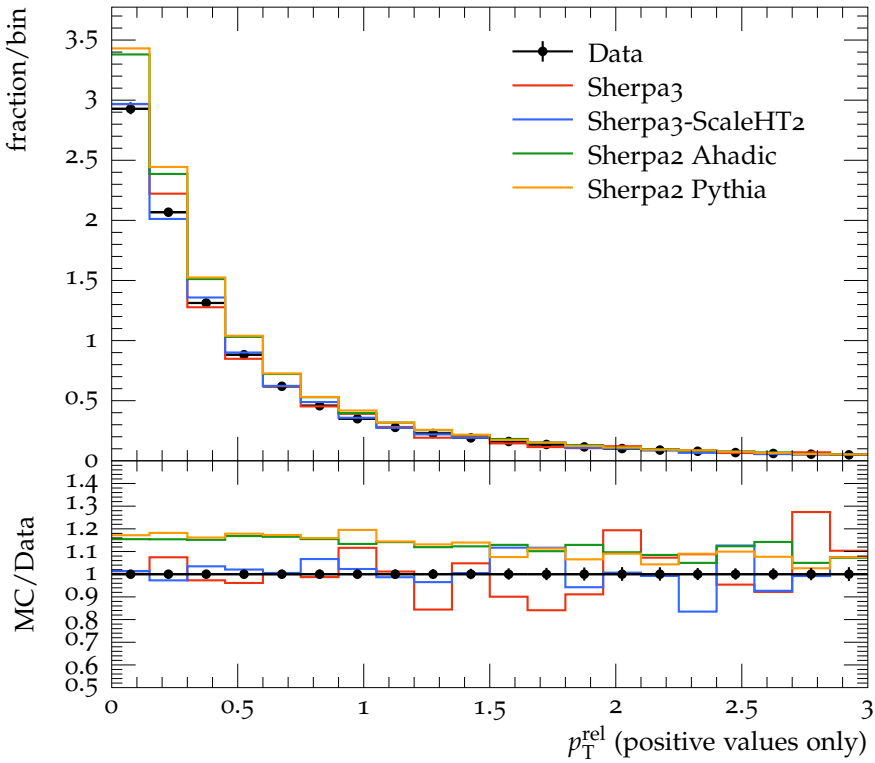 fraction/bin
3.5
3
2.5
2
1.5
1
0.5
0
Data
Sherpa3
Sherpa3-ScaleHT2
Sherpa2 Ahadic
Sherpa2 Pythia
MC/Data
1.4
1.3
1.2
1.1
1
0.9
0.8
0.7
0.6
0.5
0 0.5 1 1.5 2 2.5 3
p_T^rel (positive values only)